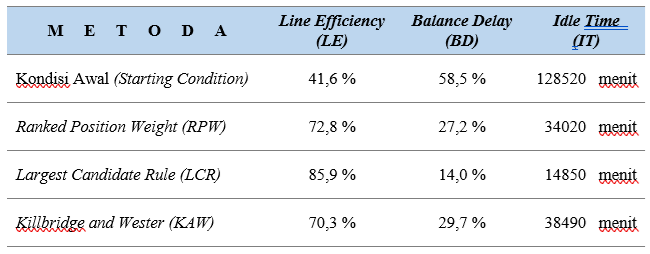 M E T O D A Line Efficiency (LE) Balance Delay (BD) Idle Time (IT)
Kondisi Awal (Starting Condition) 41,6 % 58,5 % 128520 menit
Ranked Position Weight (RPW) 72,8 % 27,2 % 34020 menit
Largest Candidate Rule (LCR) 85,9 % 14,0 % 14850 menit
Killbridge and Wester (KAW) 70,3 % 29,7 % 38490 menit